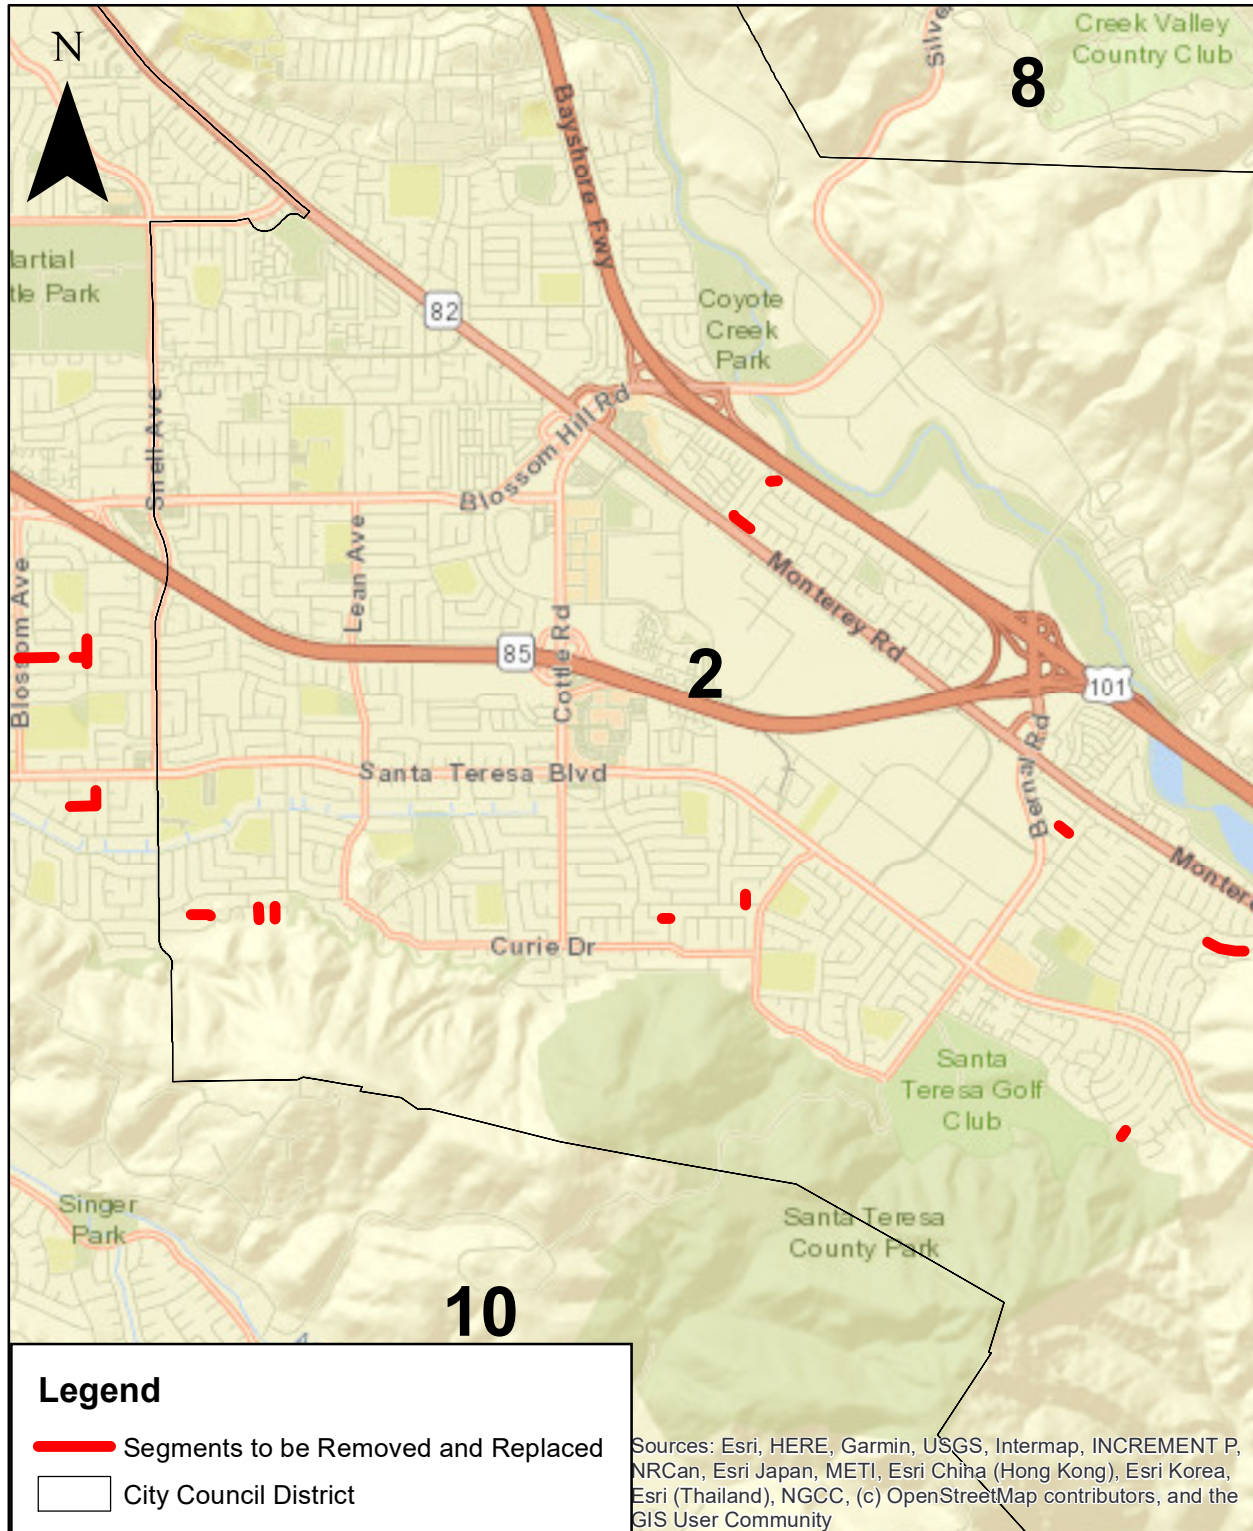 N
Creek Valley
Country Club
8
Silve
Bayshore Fwy
artial
tle Park
82
Coyote
Creek
Park
Snell Ave
Blossom Hill Rd
Lean Ave
Monterey Rd
Blossom Ave
Cottle Rd
85
2
101
Bernal Rd
Santa Teresa Blvd
Montere
Curie Dr
Santa
Teresa Golf
Club
Singer
Park
Santa Teresa
County Park
10
Legend
Segments to be Removed and Replaced
City Council District
Sources: Esri, HERE, Garmin, USGS, Intermap, INCREMENT P,
NRCan, Esri Japan, METI, Esri China (Hong Kong), Esri Korea,
Esri (Thailand), NGCC, (c) OpenStreetMap contributors, and the
GIS User Community